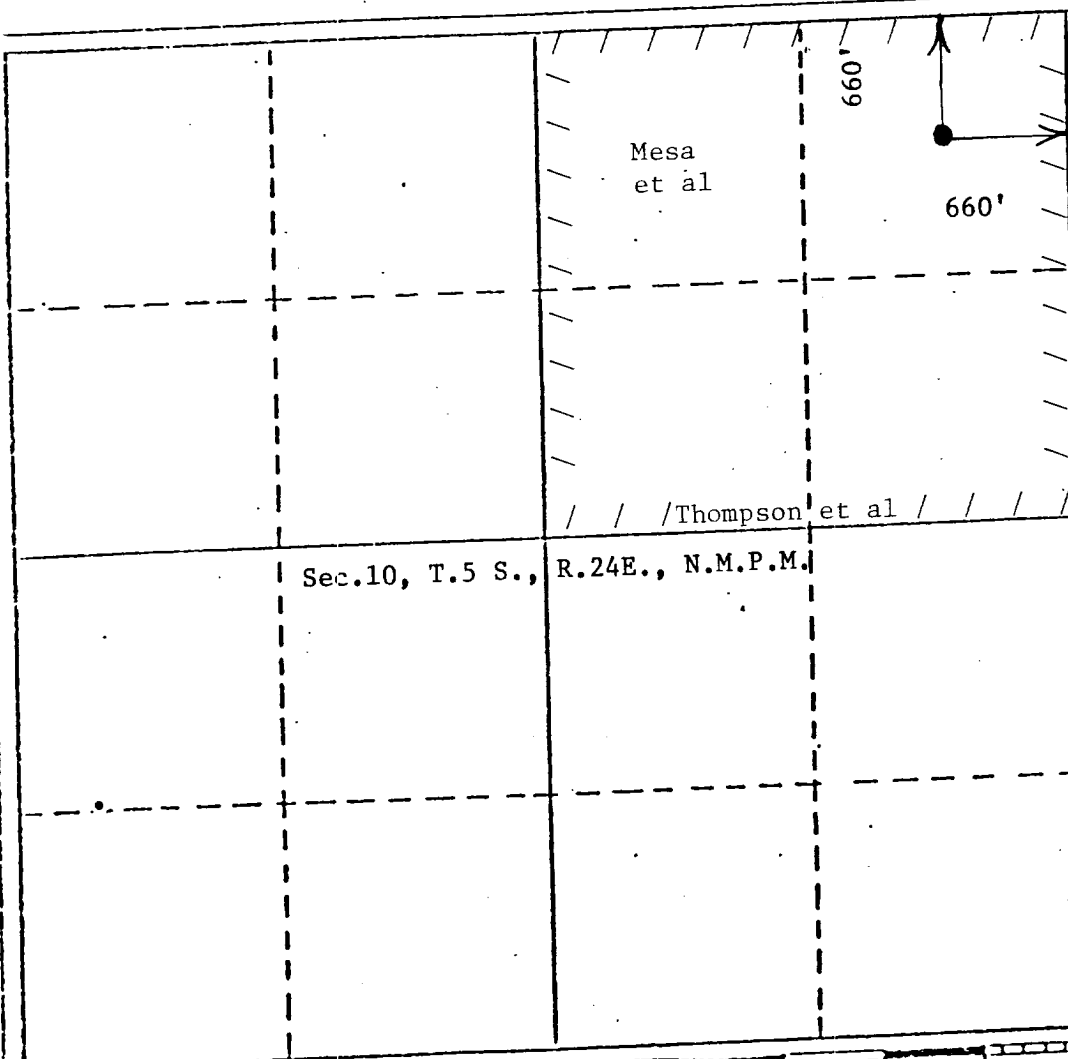 660'
Mesa
et al
660'
Thompson et al
Sec.10, T.5 S., R.24E., N.M.P.M.